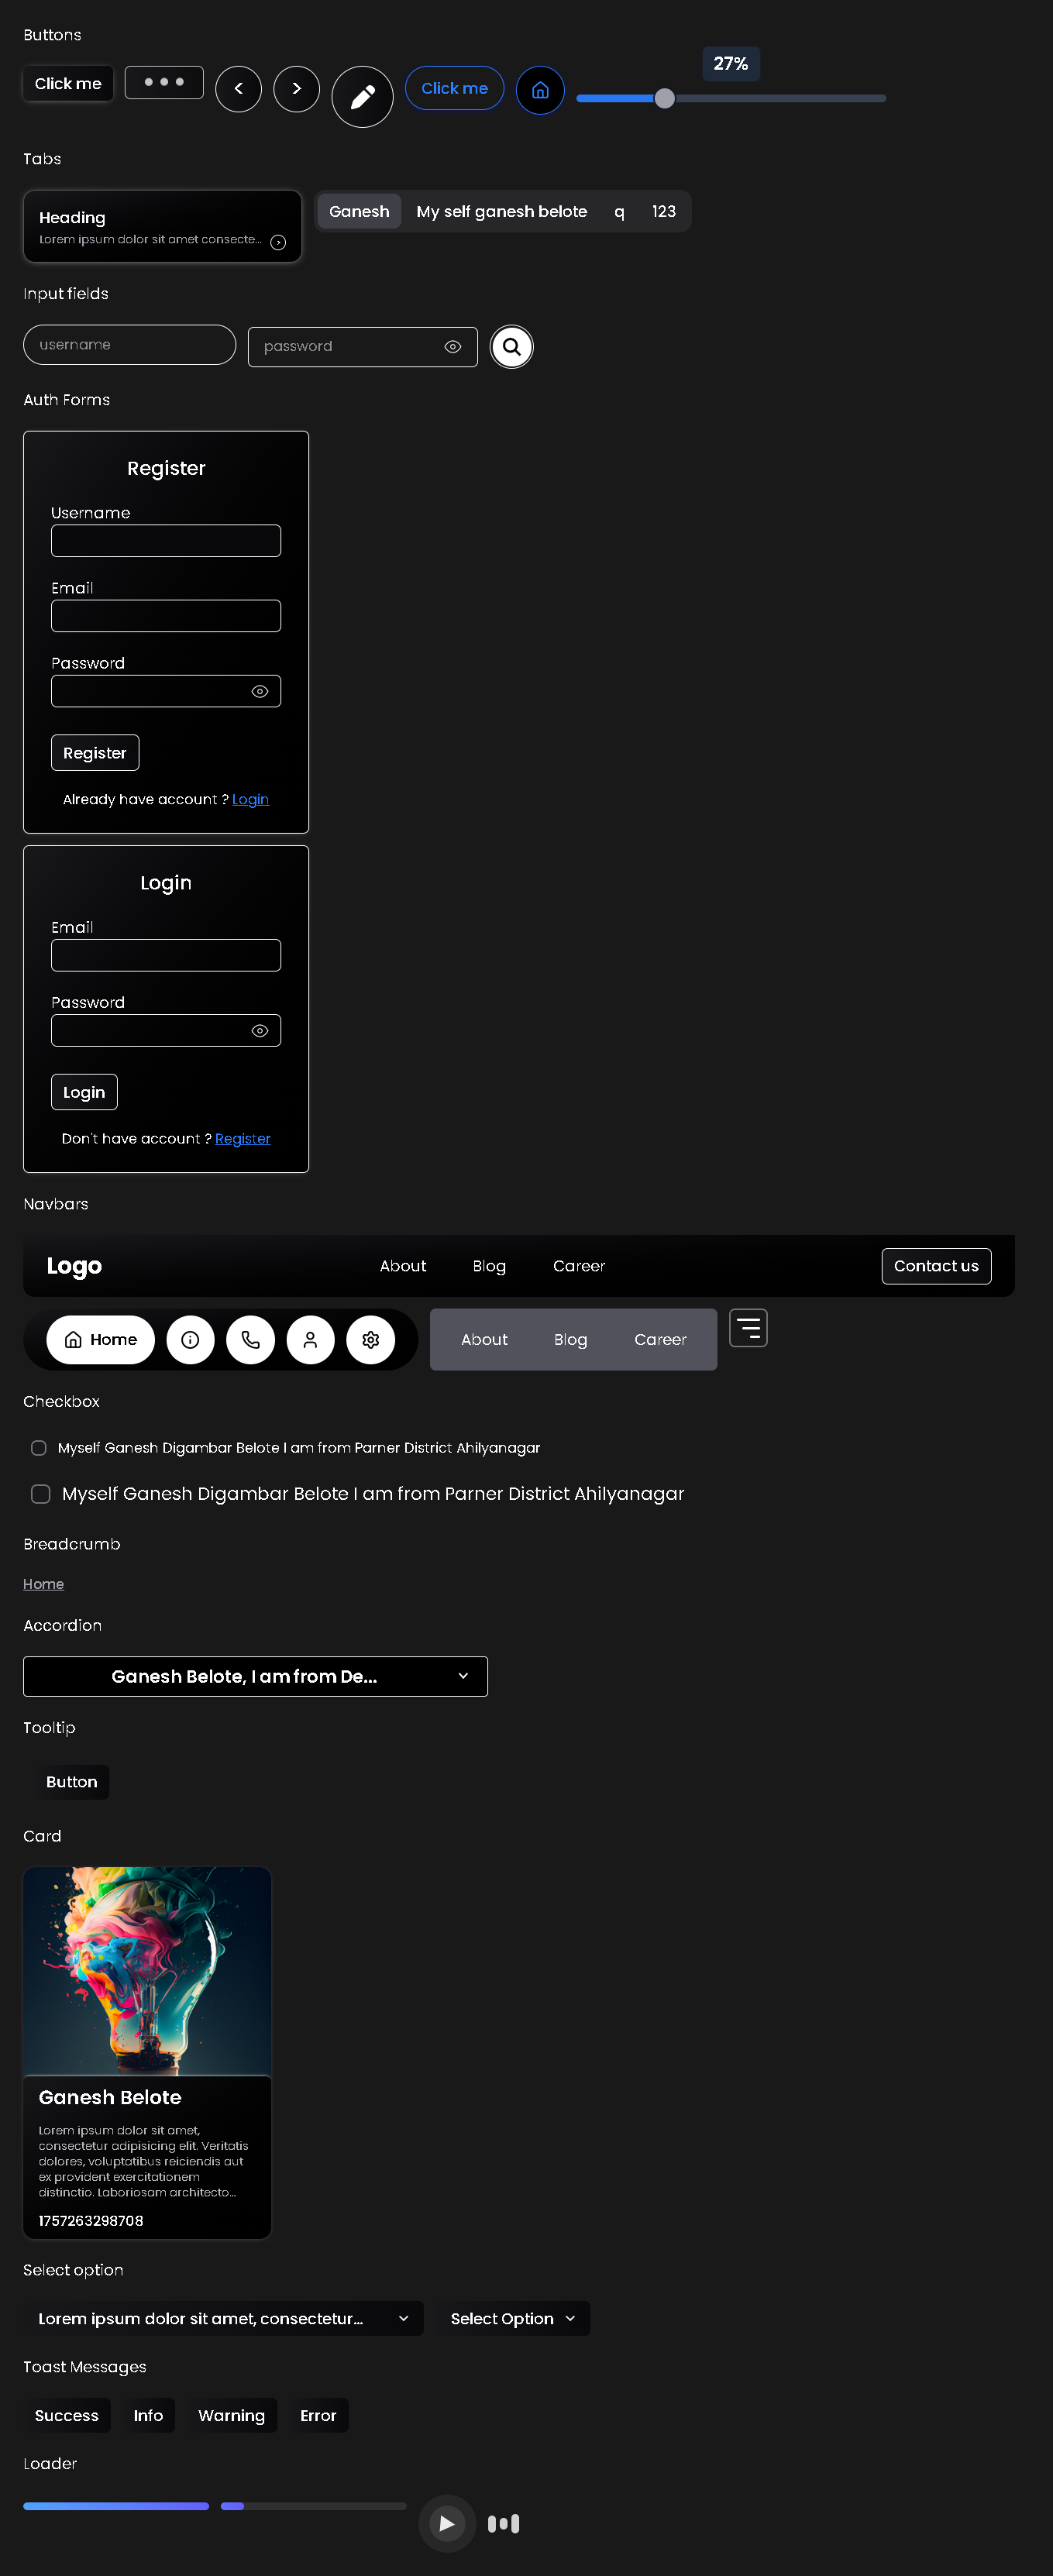 Buttons
Click me
Click me
27%
Tabs
Heading
Lorem ipsum dolor sit amet consecte...
Ganesh My self ganesh belote q 123
Input fields
username
password
Auth Forms
Register
Username
Email
Password
Register
Already have account ? Login
Login
Email
Password
Login
Don't have account ? Register
Navbars
Logo About Blog Career Contact us
Home
About Blog Career
Checkbox
Myself Ganesh Digambar Belote I am from Parner District Ahilyanagar
Myself Ganesh Digambar Belote I am from Parner District Ahilyanagar
Breadcrumb
Home
Accordion
Ganesh Belote, I am from De...
Tooltip
Button
Card
Ganesh Belote
Lorem ipsum dolor sit amet,
consectetur adipisicing elit. Veritatis
dolores, voluptatibus reiciendis aut
ex provident exercitationem
distinctio. Laboriosam architecto...
1757263298708
Select option
Lorem ipsum dolor sit amet, consectetur...
Select Option
Toast Messages
Success Info Warning Error
Loader